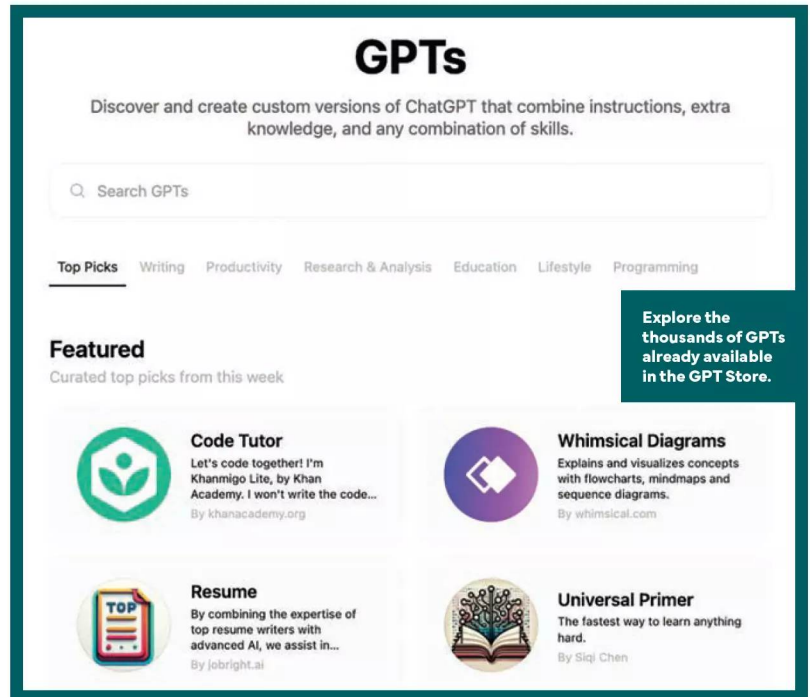 GPTs
Discover and create custom versions of ChatGPT that combine instructions, extra
knowledge, and any combination of skills.
Search GPTs
Top Picks Writing Productivity Research & Analysis Education Lifestyle Programming
Explore the
thousands of GPTs
already available
in the GPT Store.
Featured
Curated top picks from this week
Code Tutor
Let's code together! I'm
Khanmigo Lite, by Khan
Academy. I won't write the code...
By khanacademy.org
Whimsical Diagrams
Explains and visualizes concepts
with flowcharts, mindmaps and
sequence diagrams.
By whimsical.com
TOP
Resume
By combining the expertise of
top resume writers with
advanced AI, we assist in...
By jobright.ai
Universal Primer
The fastest way to learn anything
hard.
By Siqi Chen